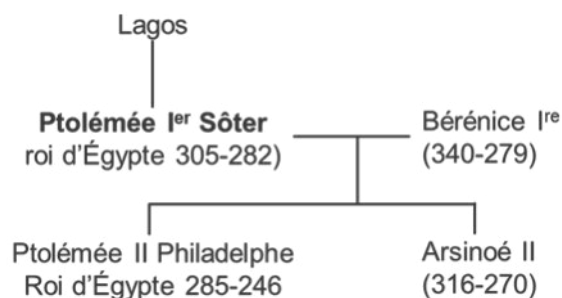 Lagos
Ptolémée Iᵉʳ Sôter
roi d'Égypte 305-282)
Bérénice Iʳᵉ
(340-279)
Ptolémée II Philadelphe
Roi d'Égypte 285-246
Arsinoé II
(316-270)